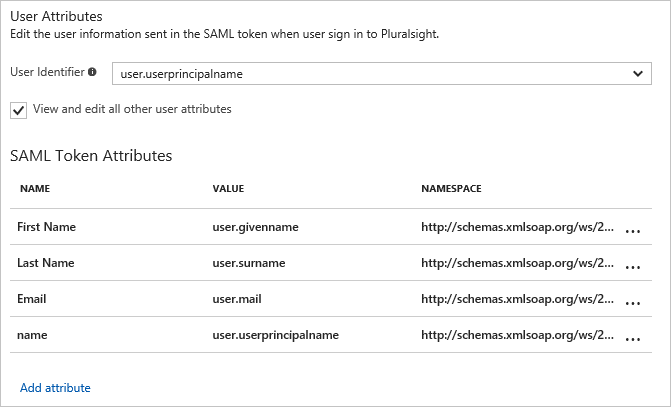 User Attributes
Edit the user information sent in the SAML token when user sign in to Pluralsight.
User Identifier
user.userprincipalname
View and edit all other user attributes
SAML Token Attributes
NAME VALUE NAMESPACE
First Name user.givenname http://schemas.xmlsoap.org/ws/2... ...
Last Name user.surname http://schemas.xmlsoap.org/ws/2... ...
Email user.mail http://schemas.xmlsoap.org/ws/2... ...
name user.userprincipalname http://schemas.xmlsoap.org/ws/2... ...
Add attribute